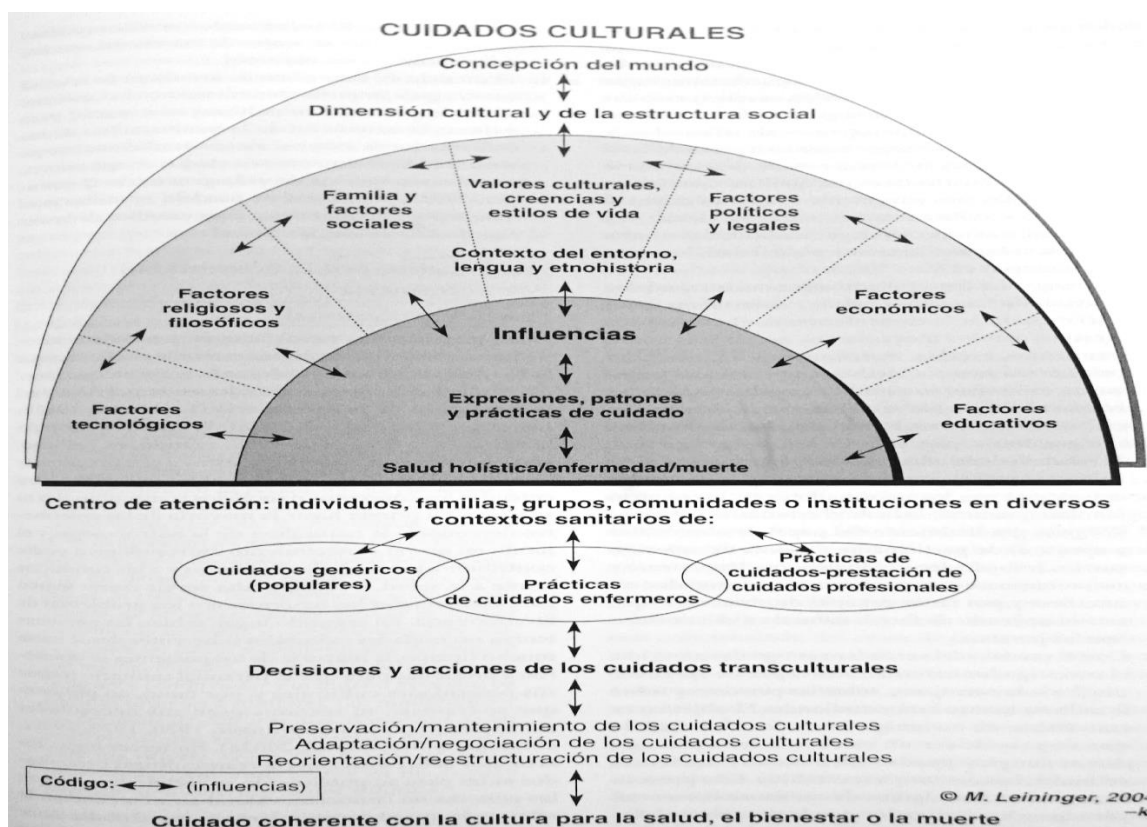 CUIDADOS CULTURALES
Concepción del mundo
Dimensión cultural y de la estructura social
Familia y
factores
sociales
Valores culturales,
creencias y
estilos de vida
Factores
políticos
y legales
Contexto del entorno,
lengua y etnohistoria
Factores
religiosos y
filosóficos
Factores
económicos
Influencias
Factores
tecnológicos
Expresiones, patrones
y prácticas de cuidado
Factores
educativos
Salud holística/enfermedad/muerte
Centro de atención: individuos, familias, grupos, comunidades o instituciones en diversos
contextos sanitarios de:
Cuidados genéricos
(populares)
Prácticas
de cuidados enfermeros
Prácticas de
cuidados-prestación de
cuidados profesionales
Decisiones y acciones de los cuidados transculturales
Preservación/mantenimiento de los cuidados culturales
Adaptación/negociación de los cuidados culturales
Reorientación/reestructuración de los cuidados culturales
Código: (influencias)
© M. Leininger, 200
Cuidado coherente con la cultura para la salud, el bienestar o la muerte